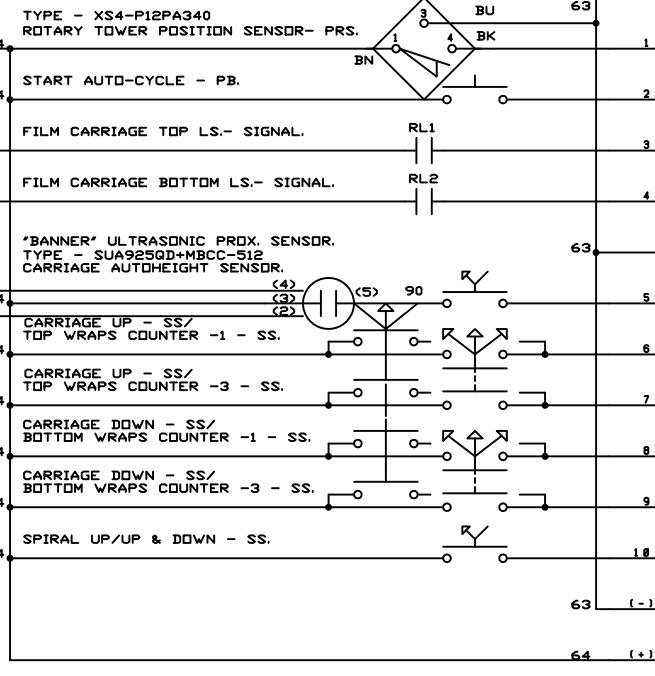 63
TYPE - XS4-P12PA340
3
BU
ROTARY TOWER POSITION SENSOR- PRS.
BK
1
4
1
BN
START AUTO-CYCLE - PB.
2
FILM CARRIAGE TOP LS.- SIGNAL.
RL1
3
FILM CARRIAGE BOTTOM LS.- SIGNAL.
RL2
4
"BANNER" ULTRASONIC PROX. SENSOR.
63
TYPE - SUA925QD+MBCC-512
CARRIAGE AUTOHEIGHT SENSOR.
(4)
(3)
(5)
90
5
(2)
CARRIAGE UP - SS/
TOP WRAPS COUNTER -1 - SS.
6
CARRIAGE UP - SS/
TOP WRAPS COUNTER -3 - SS.
7
CARRIAGE DOWN - SS/
BOTTOM WRAPS COUNTER -1 - SS.
8
CARRIAGE DOWN - SS/
BOTTOM WRAPS COUNTER -3 - SS.
9
SPIRAL UP/UP & DOWN - SS.
10
63
(-)
64
(+)